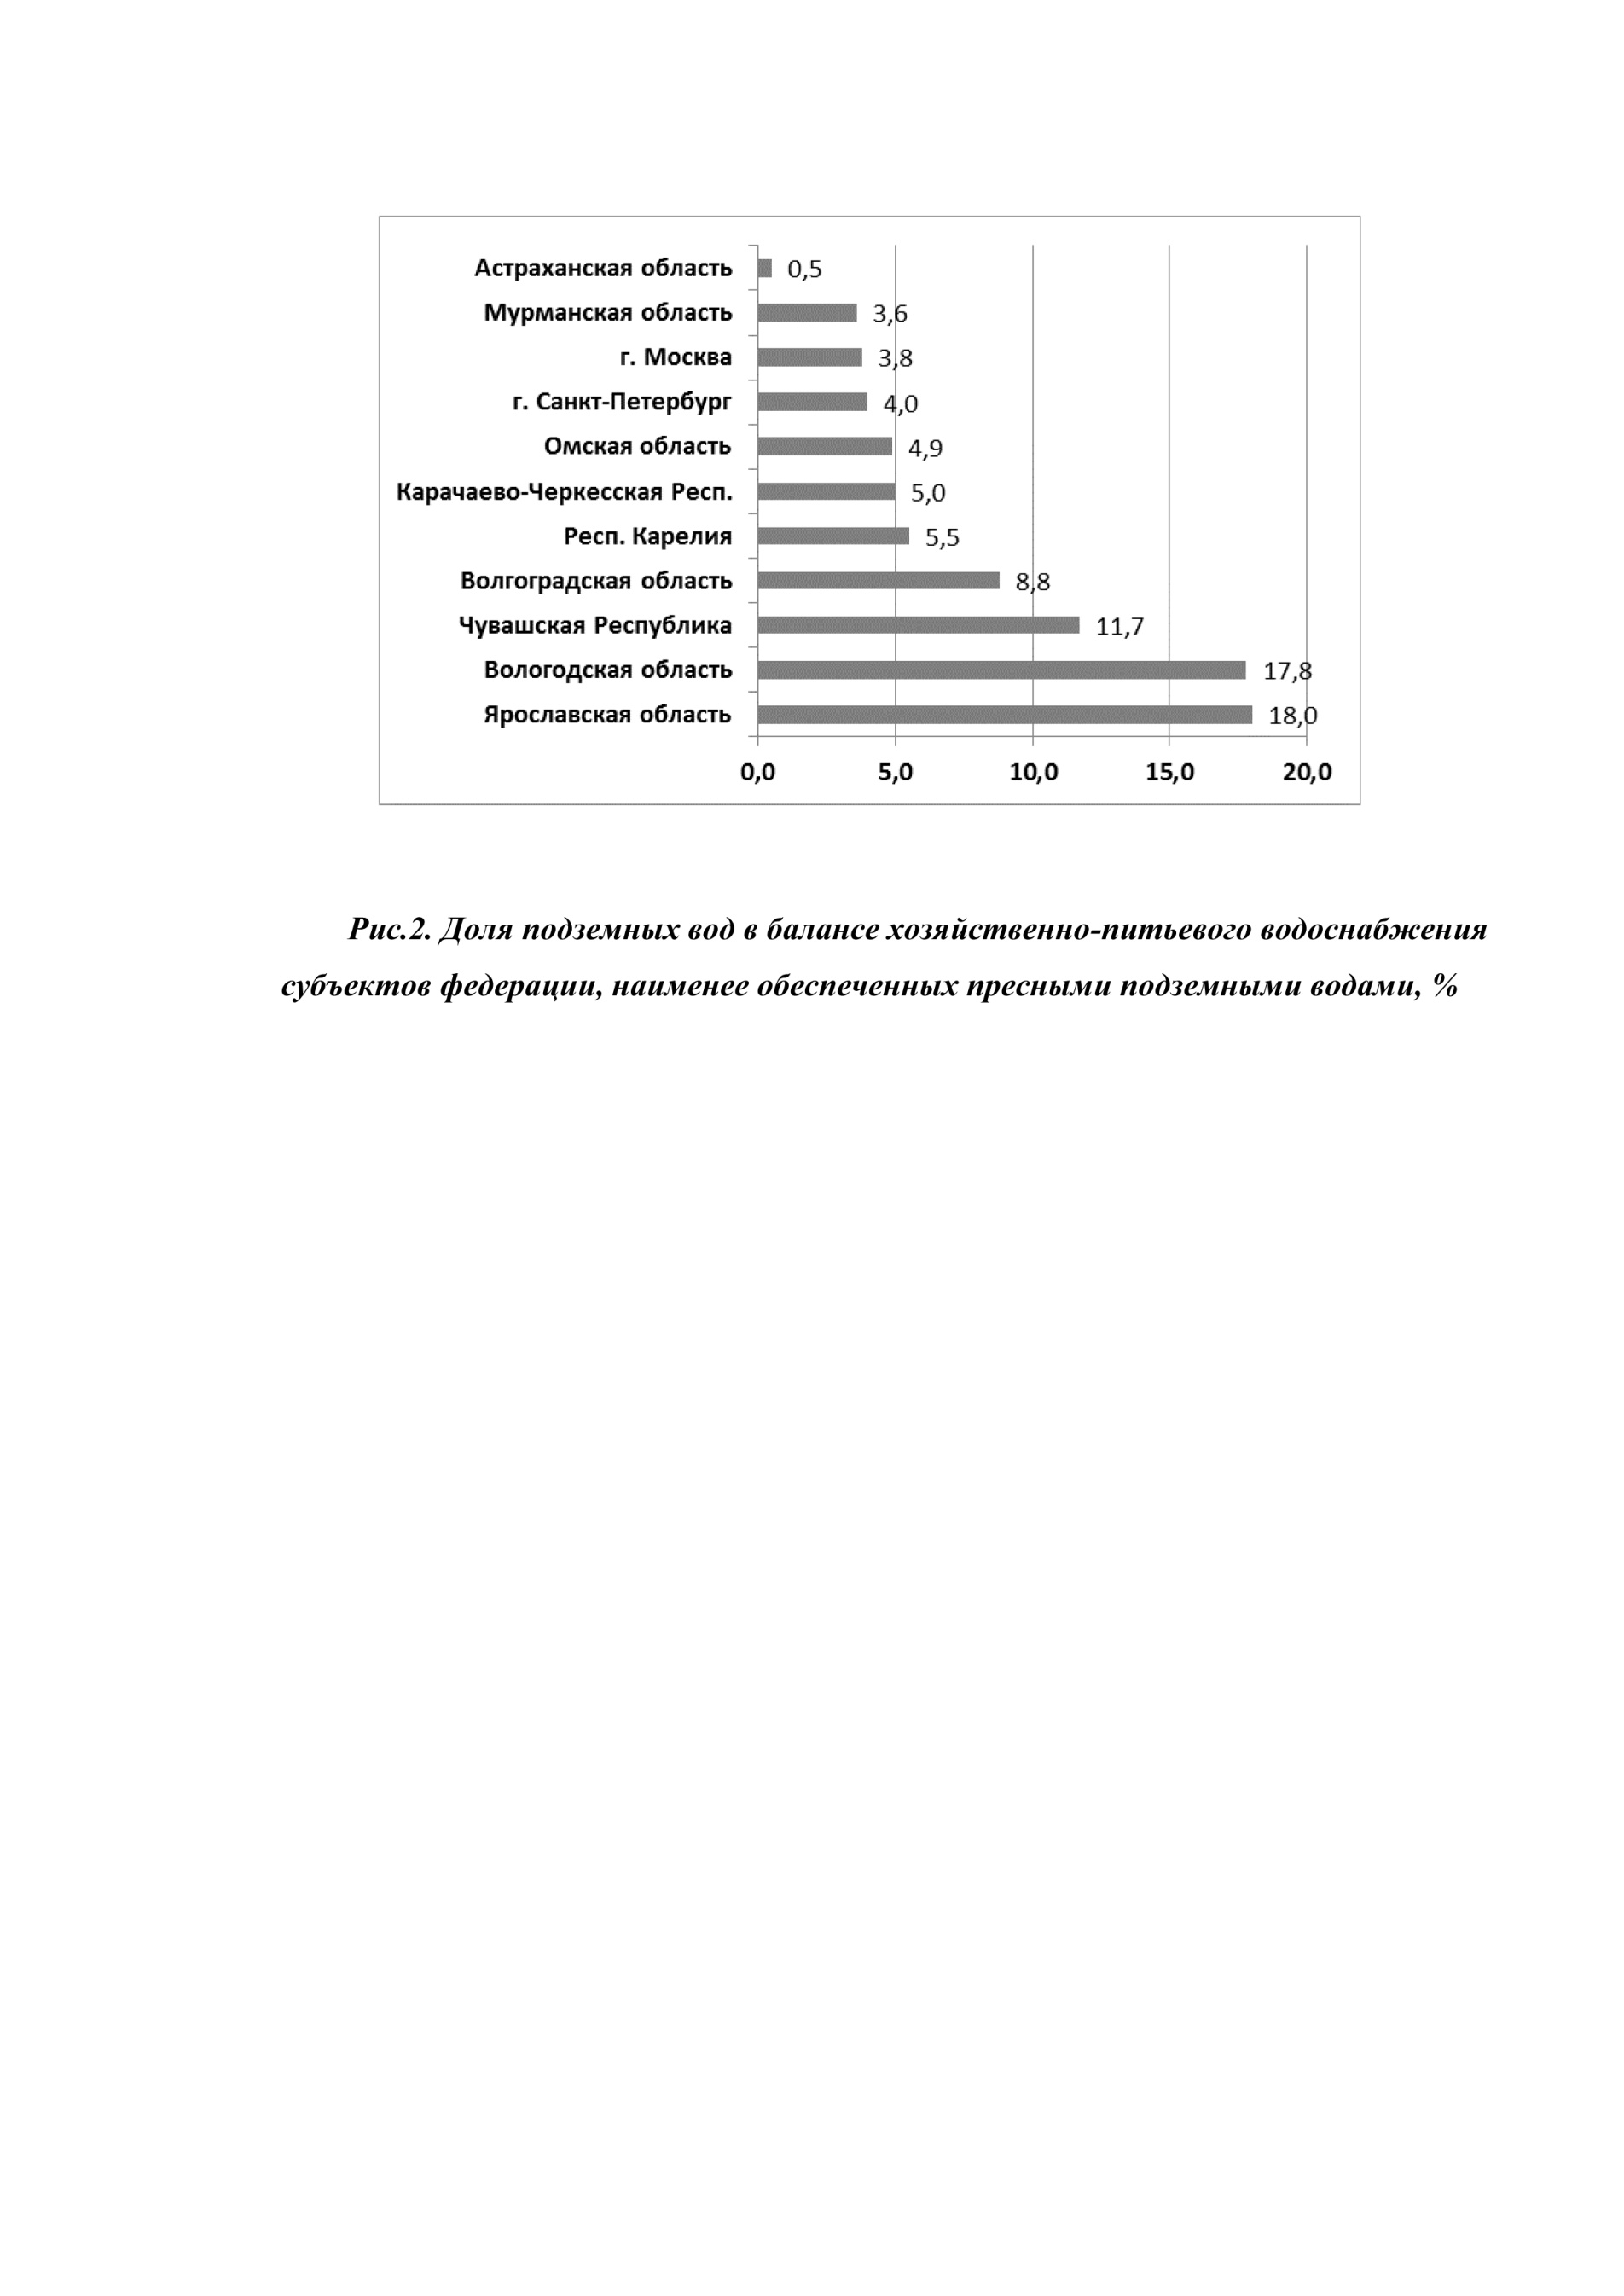 Астраханская область 0,5
Мурманская область 3,6
г. Москва 3,8
г. Санкт-Петербург 4,0
Омская область 4,9
Карачаево-Черкесская Респ. 5,0
Респ. Карелия 5,5
Волгоградская область 8,8
Чувашская Республика 11,7
Вологодская область 17,8
Ярославская область 18,0
0,0 5,0 10,0 15,0 20,0
Рис.2. Доля подземных вод в балансе хозяйственно-питьевого водоснабжения
субъектов федерации, наименее обеспеченных пресными подземными водами, %